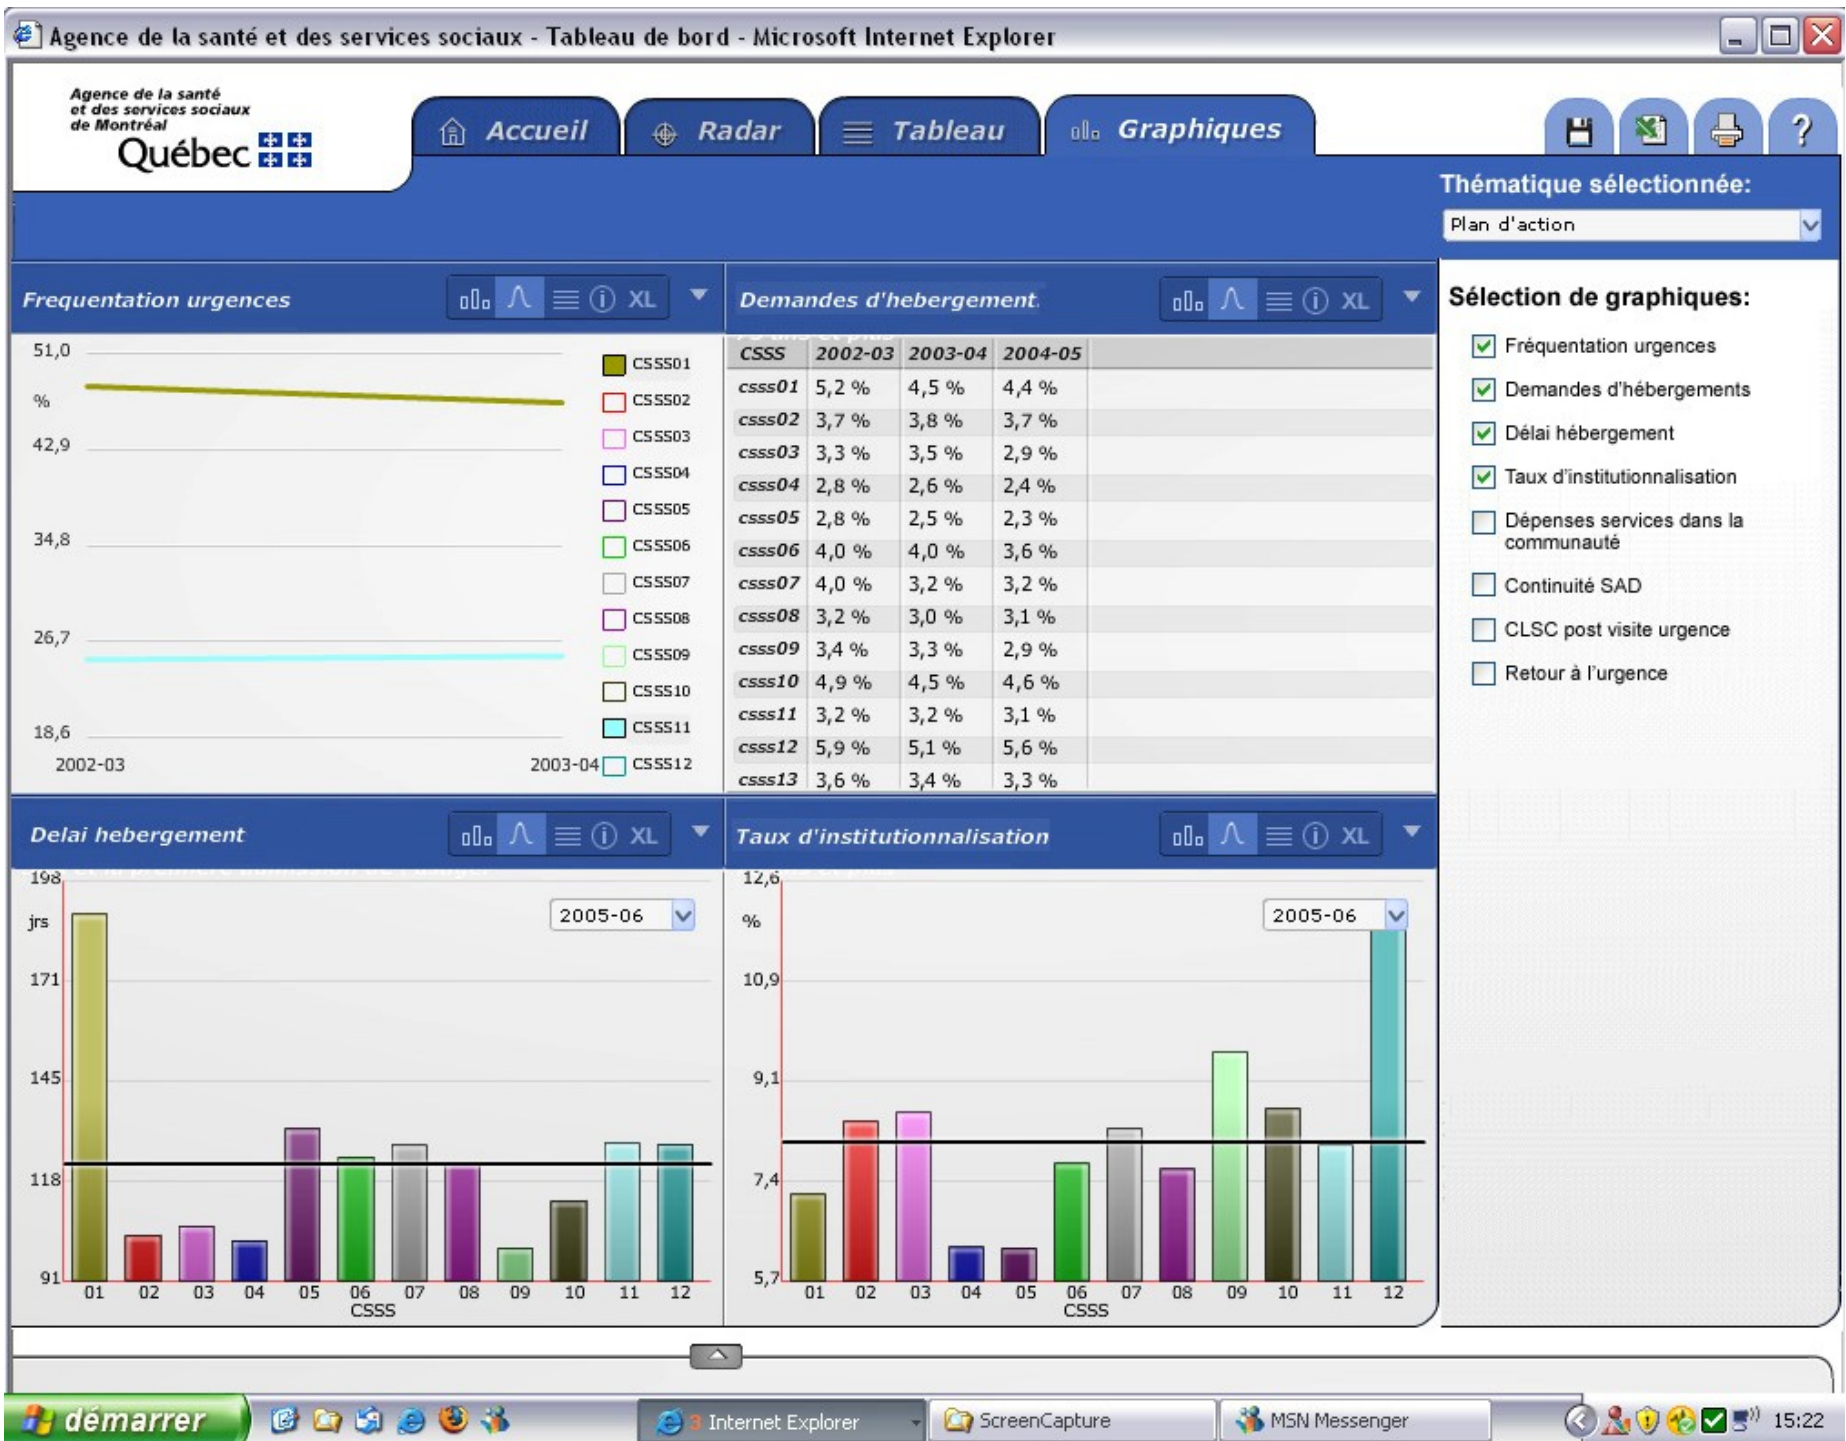 Agence de la santé et des services sociaux - Tableau de bord - Microsoft Internet Explorer
Agence de la santé
et des services sociaux
de Montréal
Québec
Accueil
Radar
Tableau
Graphiques
?
Thématique sélectionnée:
Plan d'action
Frequentation urgences
XL
51,0
%
42,9
34,8
26,7
18,6
2002-03
2003-04
CSSS01
CSSS02
CSSS03
CSSS04
CSSS05
CSSS06
CSSS07
CSSS08
CSSS09
CSSS10
CSSS11
CSSS12
Demandes d'hebergement.
XL
CSSS 2002-03 2003-04 2004-05
csss01 5,2 % 4,5 % 4,4 %
csss02 3,7 % 3,8 % 3,7 %
csss03 3,3 % 3,5 % 2,9 %
csss04 2,8 % 2,6 % 2,4 %
csss05 2,8 % 2,5 % 2,3 %
csss06 4,0 % 4,0 % 3,6 %
csss07 4,0 % 3,2 % 3,2 %
csss08 3,2 % 3,0 % 3,1 %
csss09 3,4 % 3,3 % 2,9 %
csss10 4,9 % 4,5 % 4,6 %
csss11 3,2 % 3,2 % 3,1 %
csss12 5,9 % 5,1 % 5,6 %
csss13 3,6 % 3,4 % 3,3 %
Sélection de graphiques:
Fréquentation urgences
Demandes d'hébergements
Délai hébergement
Taux d'institutionnalisation
Dépenses services dans la
communauté
Continuité SAD
CLSC post visite urgence
Retour à l'urgence
Delai hebergement
XL
198
jrs
171
145
118
91
2005-06
01 02 03 04 05 06 07 08 09 10 11 12
CSSS
Taux d'institutionnalisation
XL
12,6
%
10,9
9,1
7,4
5,7
2005-06
01 02 03 04 05 06 07 08 09 10 11 12
CSSS
démarrer
3 Internet Explorer
ScreenCapture
MSN Messenger
15:22